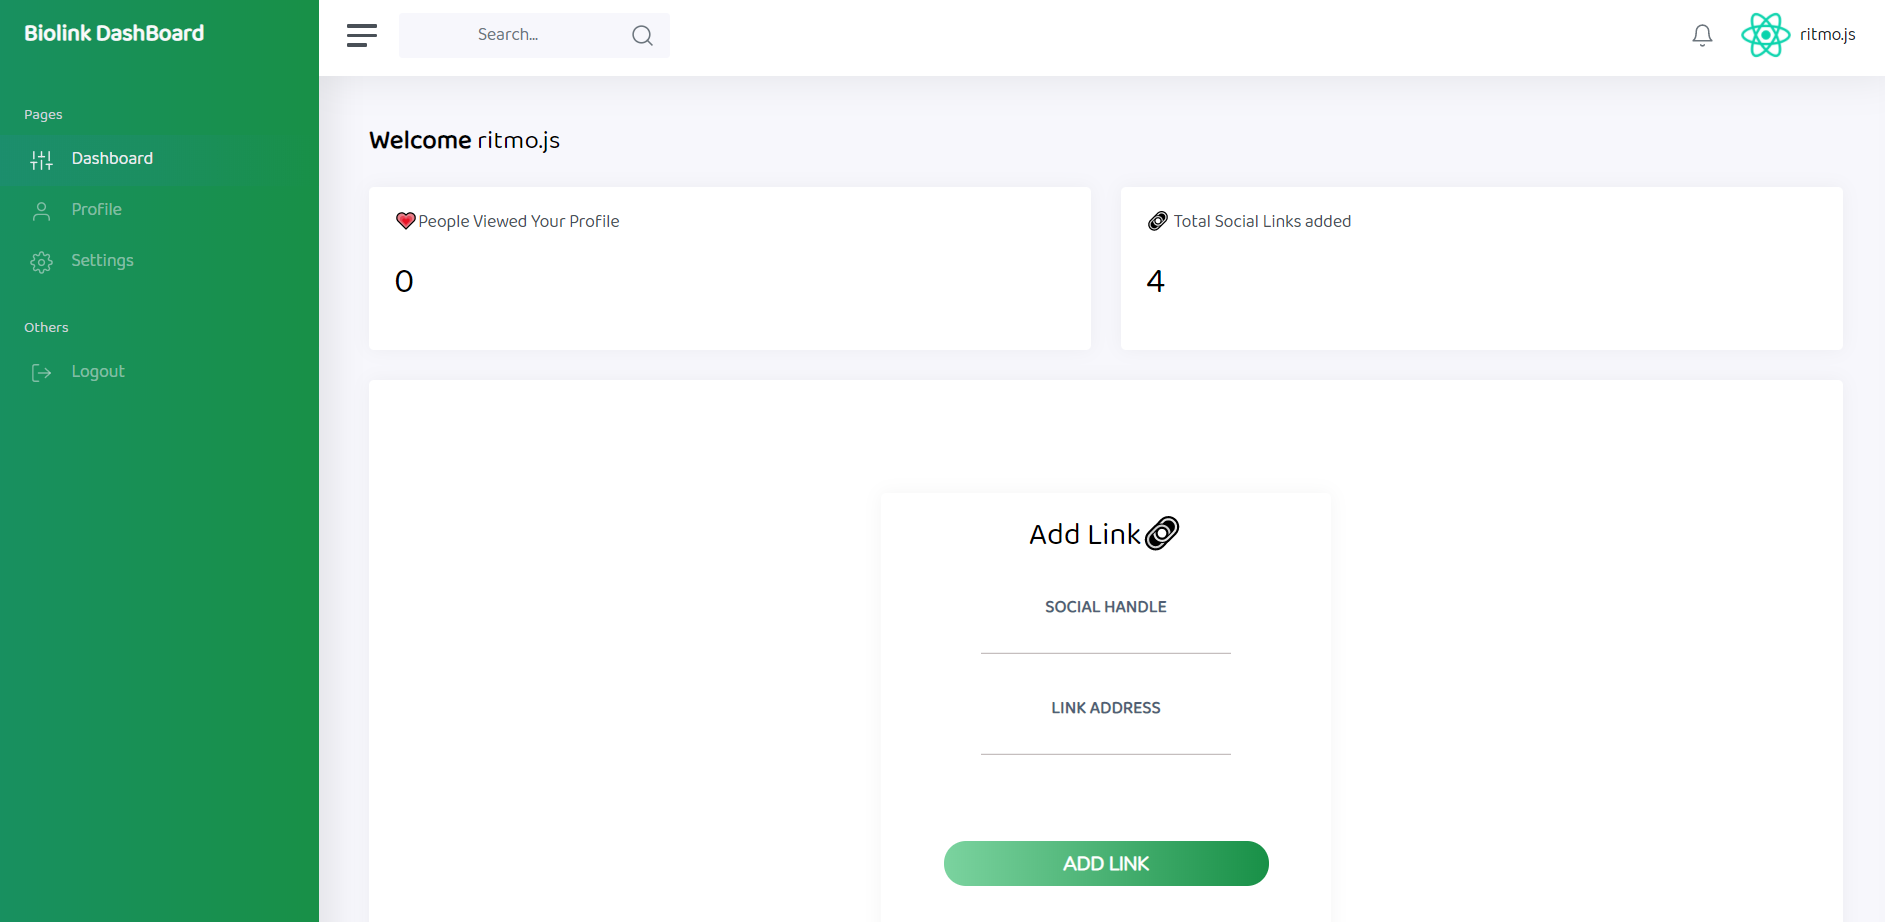 Biolink DashBoard
Pages
Dashboard
Profile
Settings
Others
Logout
Search...
ritmo.js
Welcome ritmo.js
People Viewed Your Profile
0
Total Social Links added
4
Add Link
SOCIAL HANDLE
LINK ADDRESS
ADD LINK